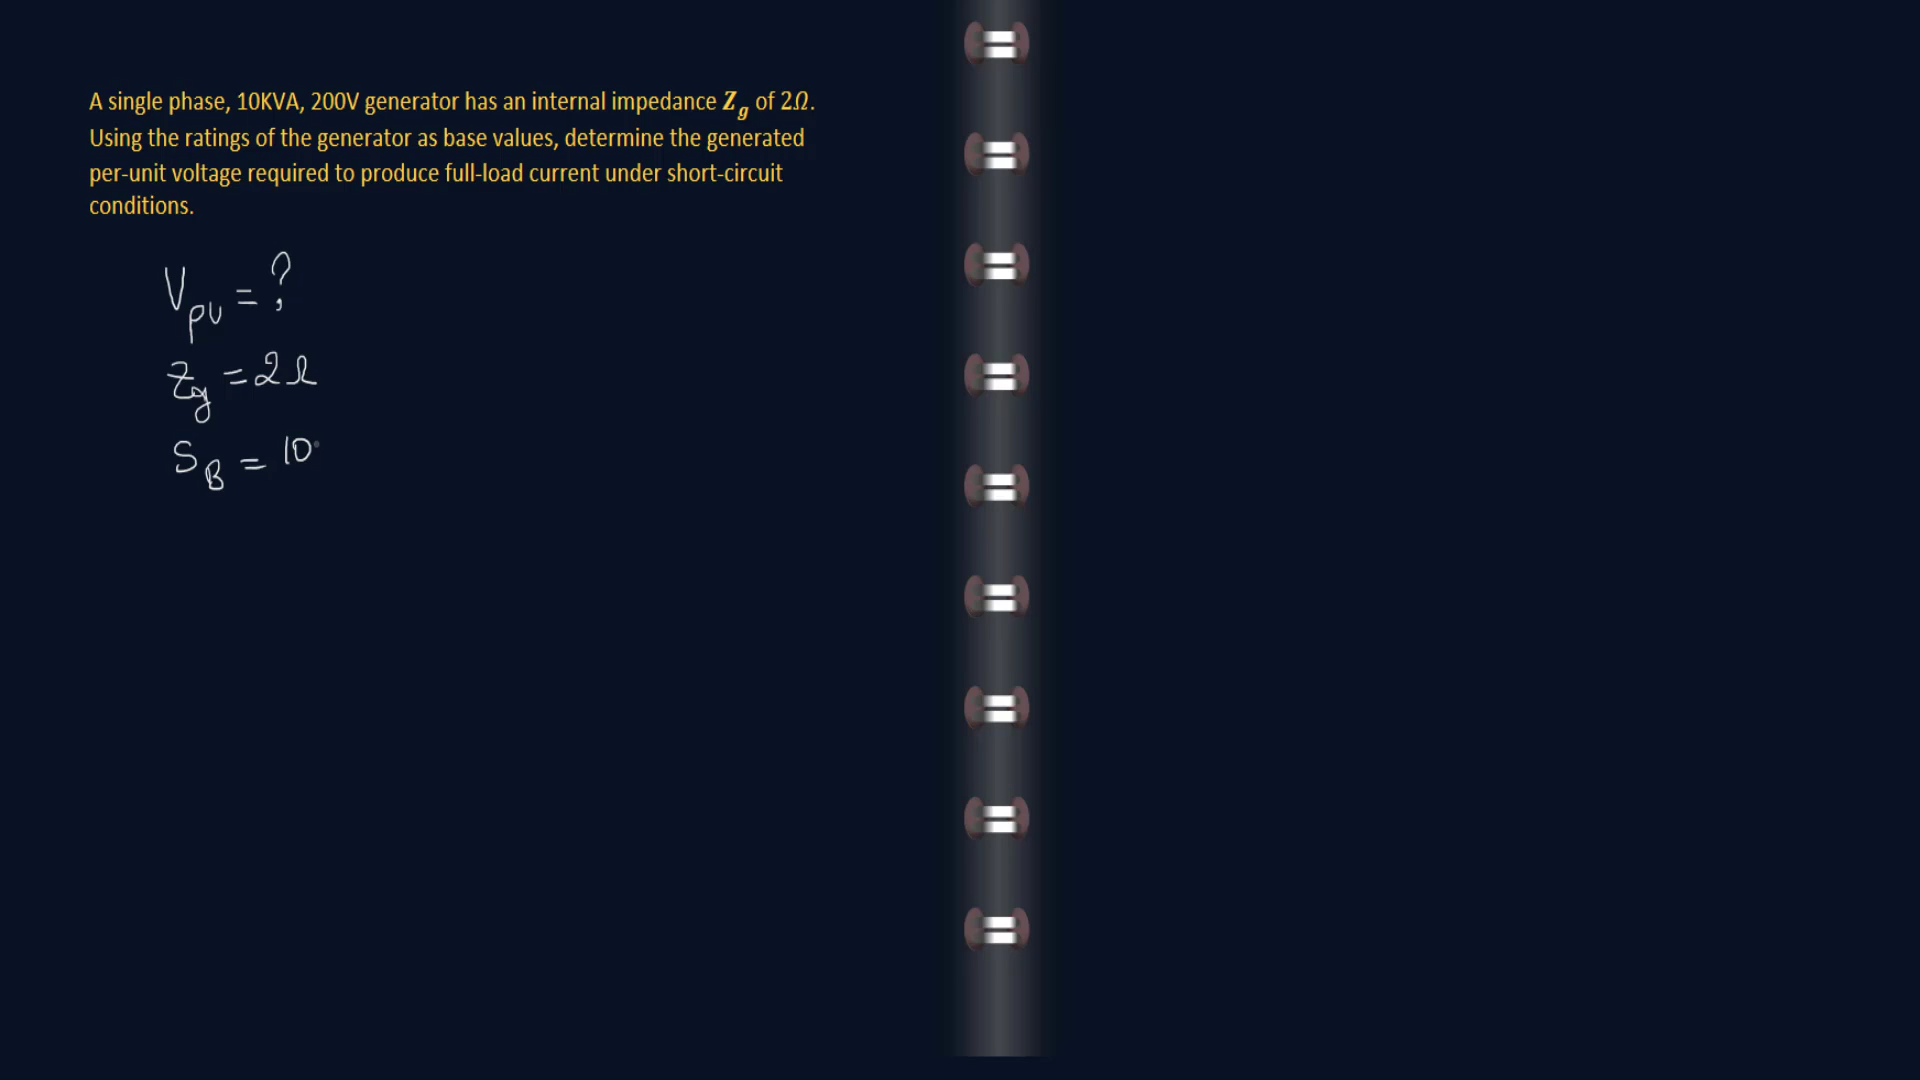 A single phase, 10KVA, 200V generator has an internal impedance Zg of 2Ω.
Using the ratings of the generator as base values, determine the generated
per-unit voltage required to produce full-load current under short-circuit
conditions.
Vpu = ?
Zg = 2Ω
SB = 10